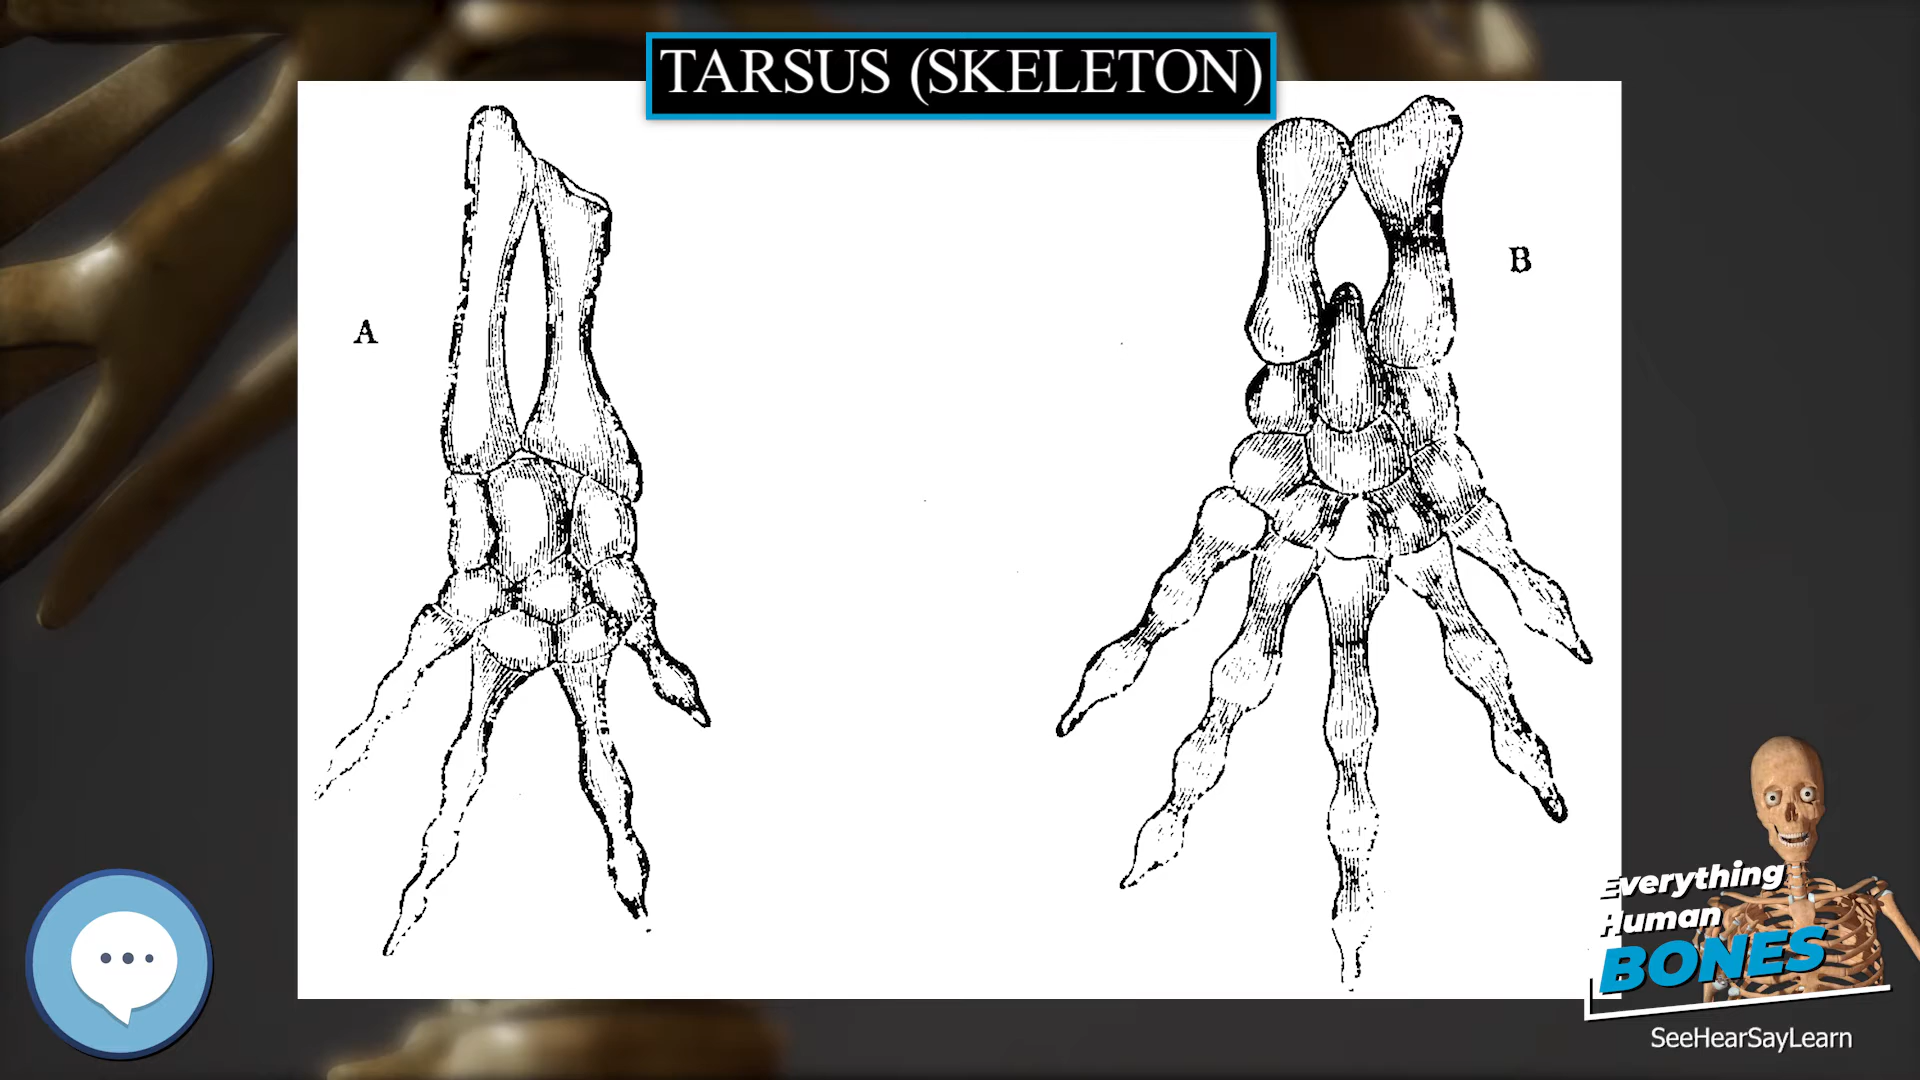 TARSUS (SKELETON)
A
B
Everything
Human
BONES
SeeHearSayLearn